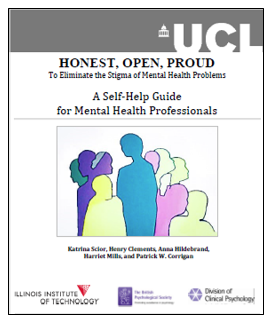 UCL
HONEST, OPEN, PROUD
To Eliminate the Stigma of Mental Health Problems
A Self-Help Guide
for Mental Health Professionals
Katrina Scior, Henry Clements, Anna Hildebrand,
Harriet Mills, and Patrick W. Corrigan
ILLINOIS INSTITUTE
OF TECHNOLOGY
The British
Psychological Society
Division of
Clinical Psychology